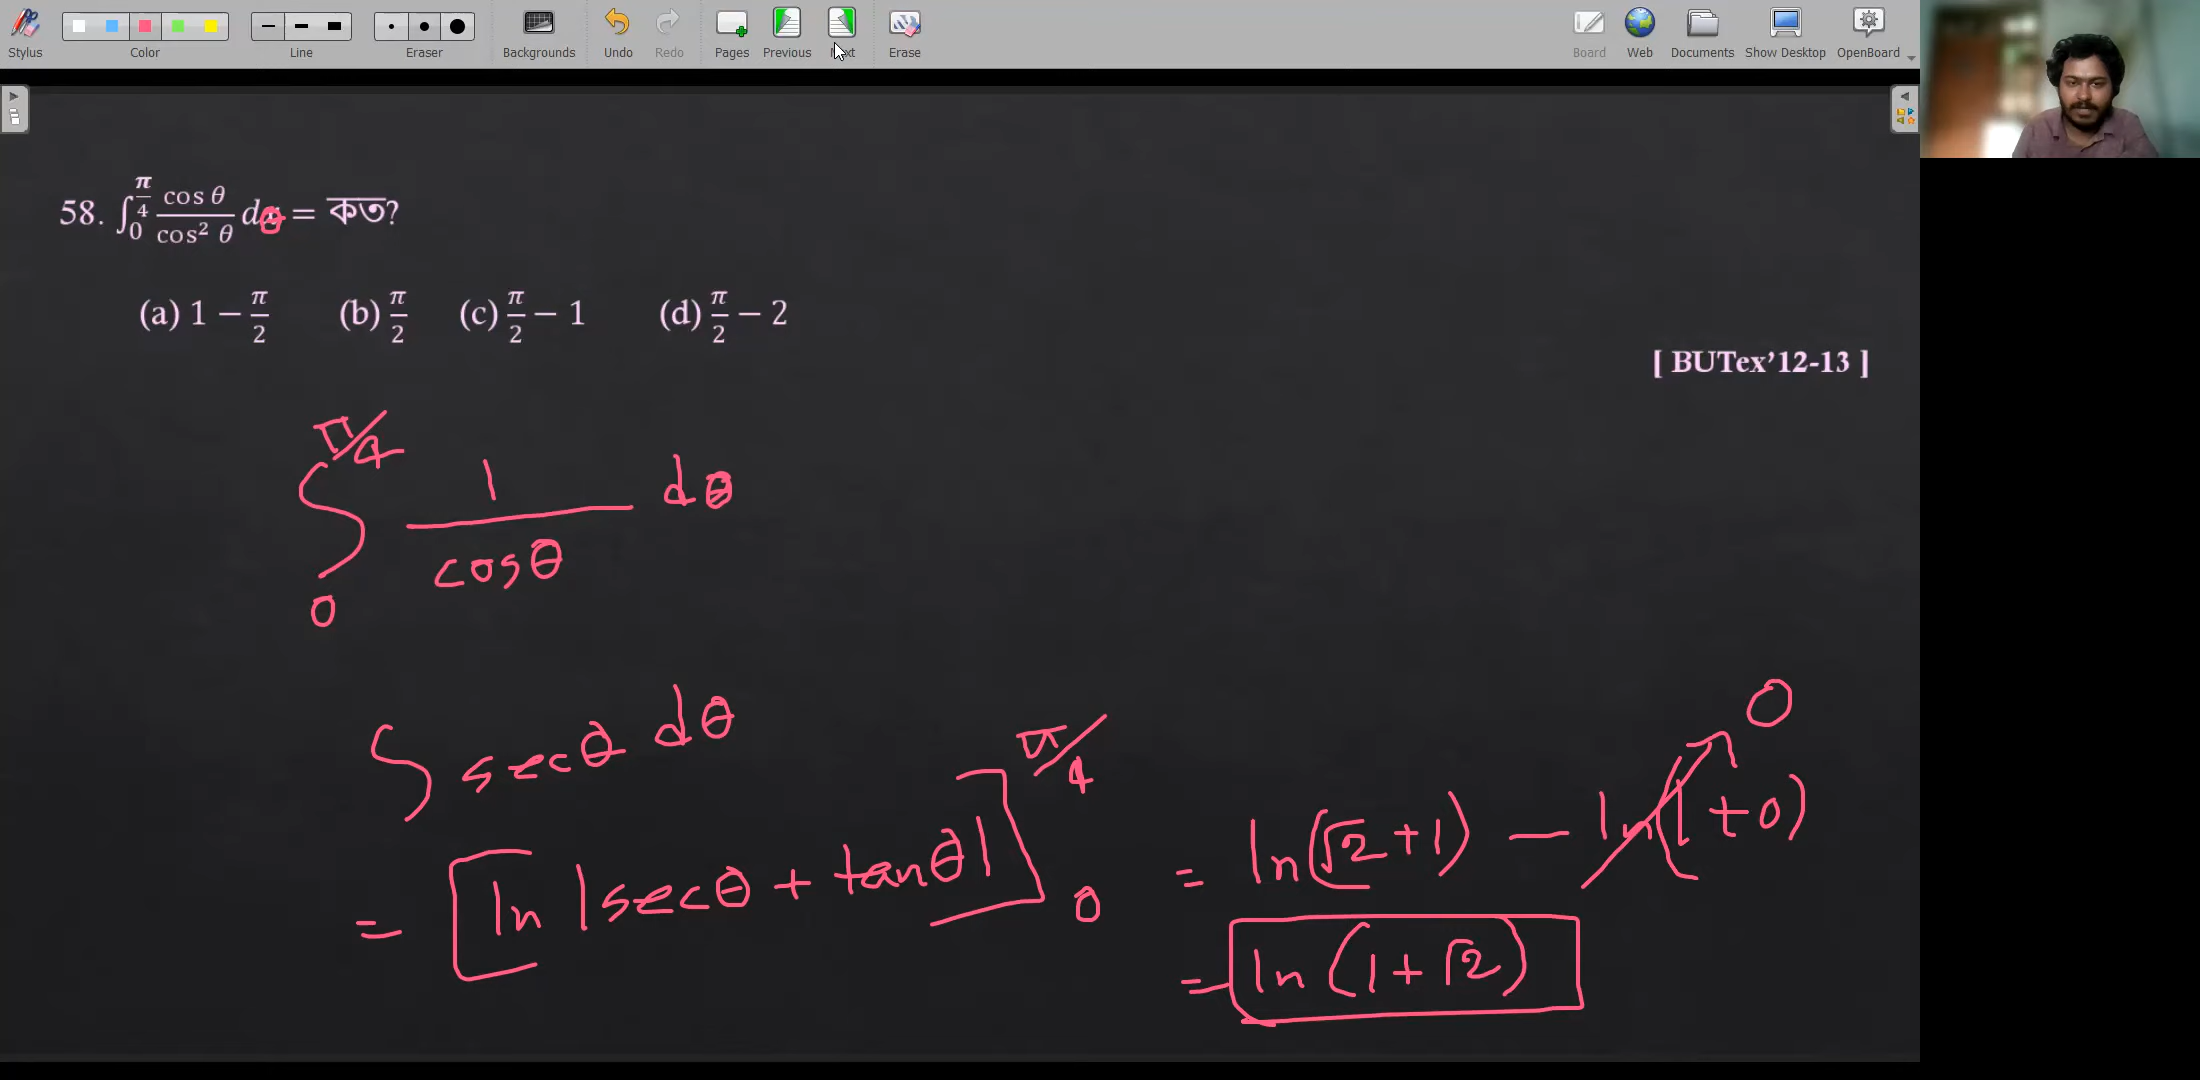 Stylus Color Line Eraser Backgrounds Undo Redo Pages Previous Next Erase Board Web Documents Show Desktop OpenBoard
58. ∫₀^(π/4) cos θ / cos² θ dθ = কত?
(a) 1 − π/2 (b) π/2 (c) π/2 − 1 (d) π/2 − 2
[ BUTex’12-13 ]
∫₀^(π/4) 1 / cosθ dθ
∫ secθ dθ
= [ln |secθ + tanθ|]₀^(π/4) = ln(√2+1) − ln(1+0) 0
= ln(1+√2)